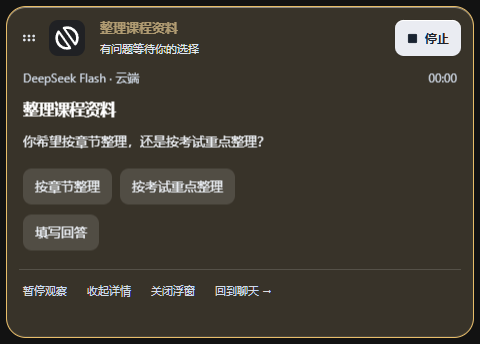 整理课程资料
有问题等待你的选择
停止
DeepSeek Flash · 云端
00:00
整理课程资料
你希望按章节整理，还是按考试重点整理？
按章节整理
按考试重点整理
填写回答
暂停观察 收起详情 关闭浮窗 回到聊天 →